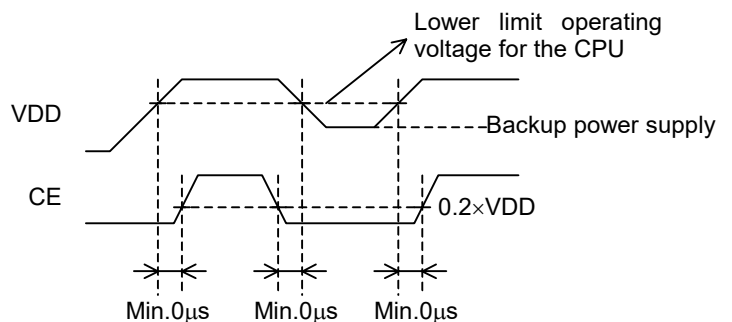 Lower limit operating
voltage for the CPU
VDD
Backup power supply
CE
0.2×VDD
Min.0μs Min.0μs Min.0μs